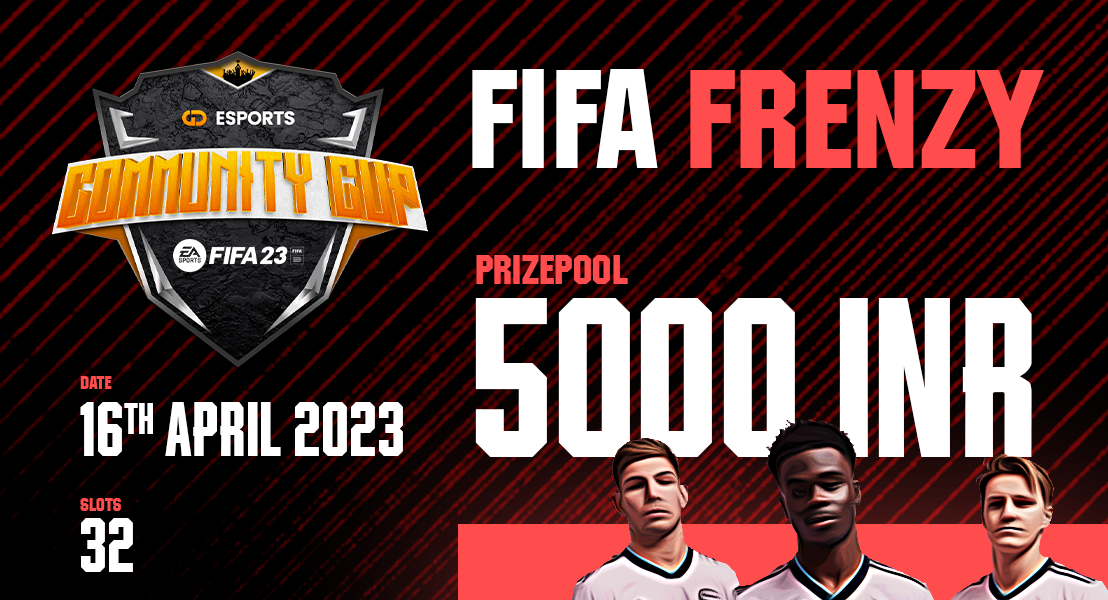 ESPORTS
COMMUNITY CUP
EA
SPORTS
FIFA 23
FIFA FRENZY
PRIZEPOOL
5000 INR
DATE
16TH APRIL 2023
SLOTS
32